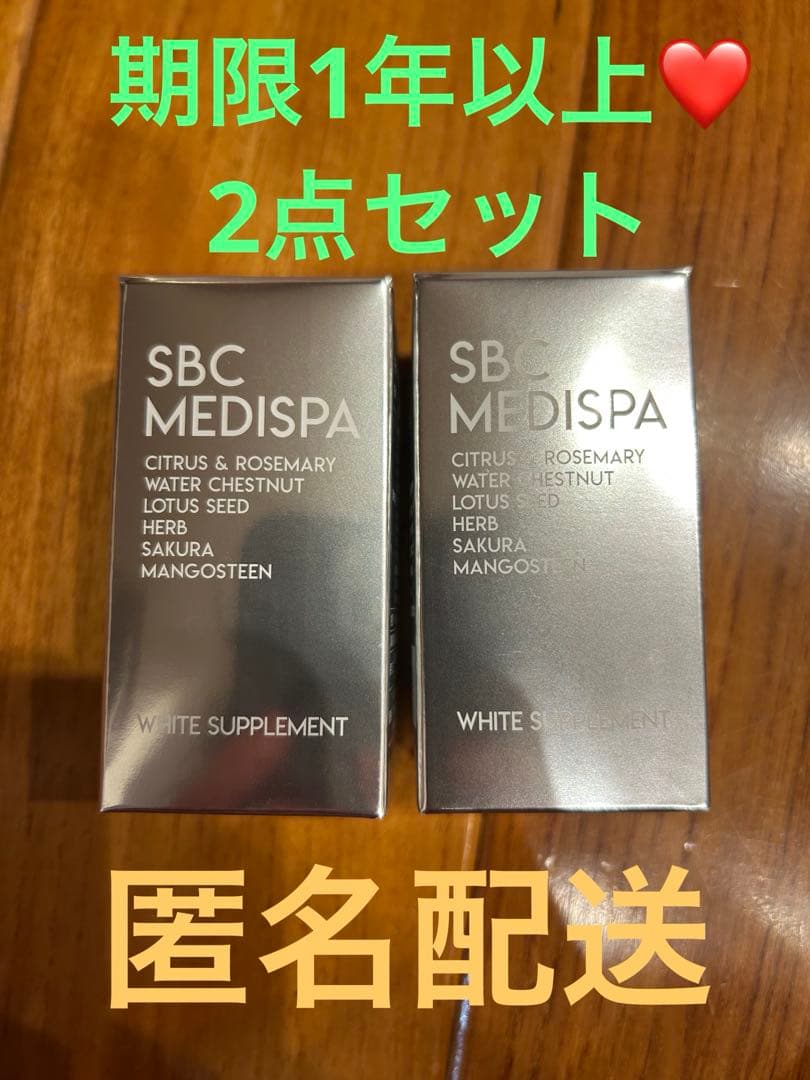 期限1年以上❤️
2点セット
SBC
MEDISPA
CITRUS & ROSEMARY
WATER CHESTNUT
LOTUS SEED
HERB
SAKURA
MANGOSTEEN
WHITE SUPPLEMENT
SBC
MEDISPA
CITRUS & ROSEMARY
WATER CHESTNUT
LOTUS SEED
HERB
SAKURA
MANGOSTEEN
WHITE SUPPLEMENT
匿名配送